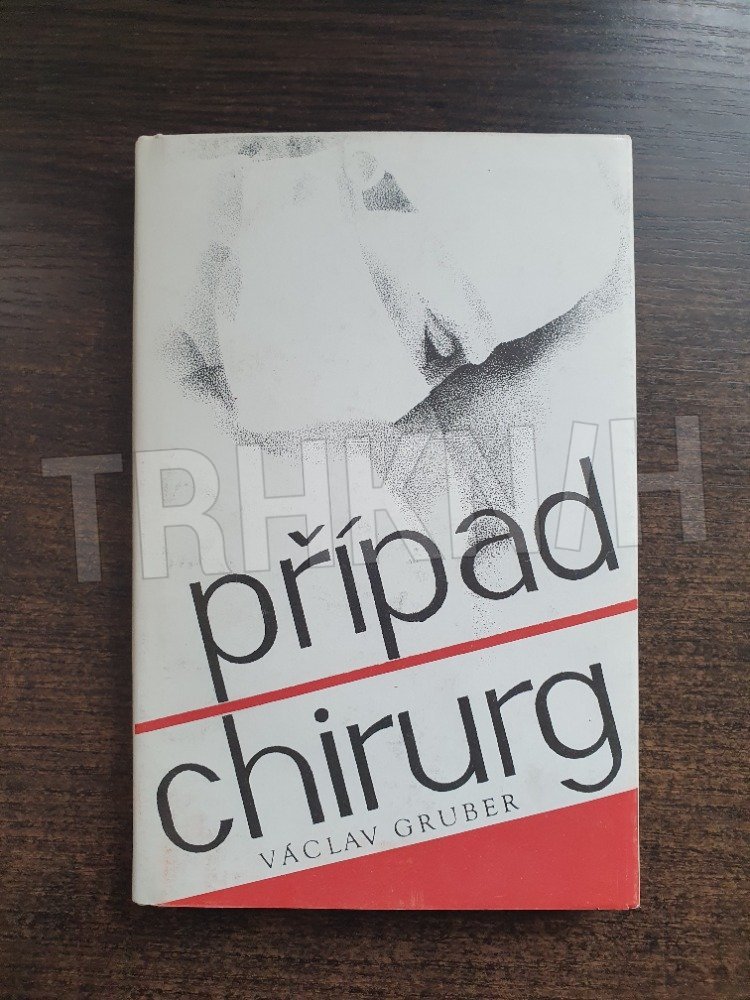 TRHKNIH
případ
chirurg
VÁCLAV GRUBER